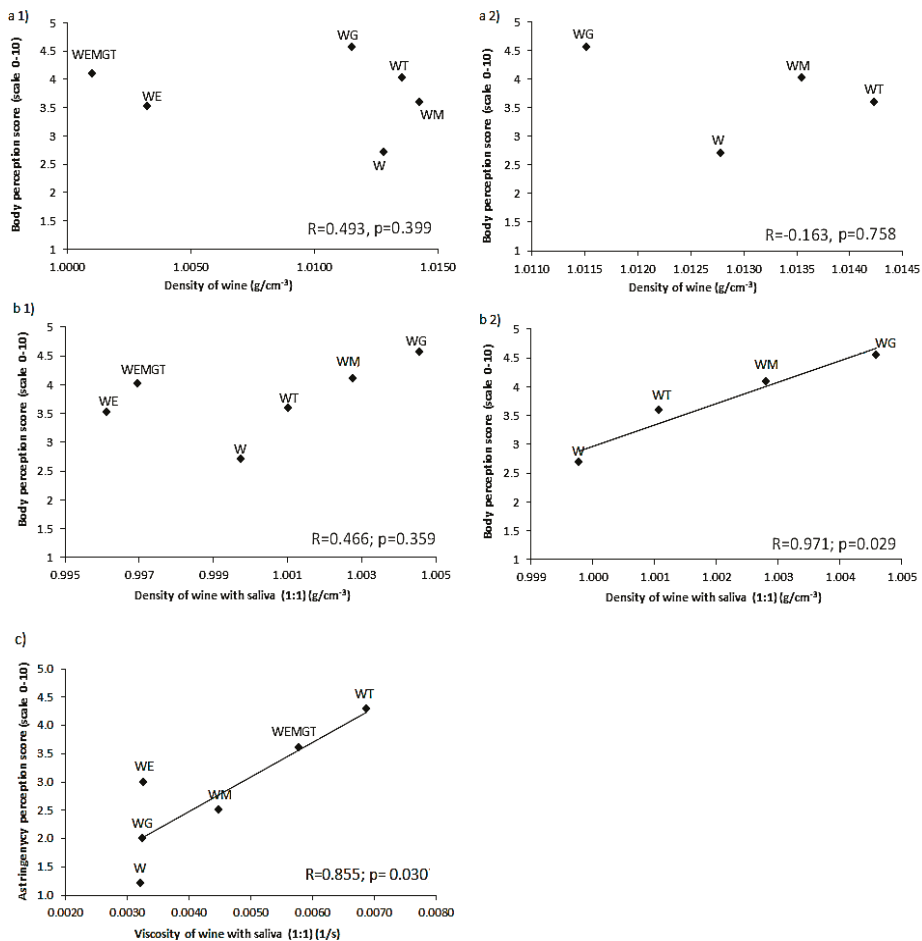 a 1)
Body perception score (scale 0-10)
5
4.5
4
3.5
3
2.5
2
1.5
1
WEMGT
WE
WG
WT
WM
W
R=0.493, p=0.399
1.0000 1.0050 1.0100 1.0150
Density of wine (g/cm⁻³)
a 2)
Body perception score (scale 0-10)
5
4.5
4
3.5
3
2.5
2
1.5
1
WG
WM
WT
W
R=-0.163, p=0.758
1.0110 1.0115 1.0120 1.0125 1.0130 1.0135 1.0140 1.0145
Density of wine (g/cm⁻³)
b 1)
Body perception score (scale 0-10)
5
4.5
4
3.5
3
2.5
2
1.5
1
WG
WM
WEMGT
WE
WT
W
R=0.466; p=0.359
0.995 0.997 0.999 1.001 1.003 1.005
Density of wine with saliva (1:1) (g/cm⁻³)
b 2)
Body perception score (scale 0-10)
5
4.5
4
3.5
3
2.5
2
1.5
1
WG
WM
WT
W
R=0.971; p=0.029
0.999 1.000 1.001 1.002 1.003 1.004 1.005
Density of wine with saliva (1:1) (g/cm⁻³)
c)
Astringenycy perception score (scale 0-10)
5.0
4.5
4.0
3.5
3.0
2.5
2.0
1.5
1.0
WT
WEMGT
WE
WM
WG
W
R=0.855; p= 0.030
0.0020 0.0030 0.0040 0.0050 0.0060 0.0070 0.0080
Viscosity of wine with saliva (1:1) (1/s)